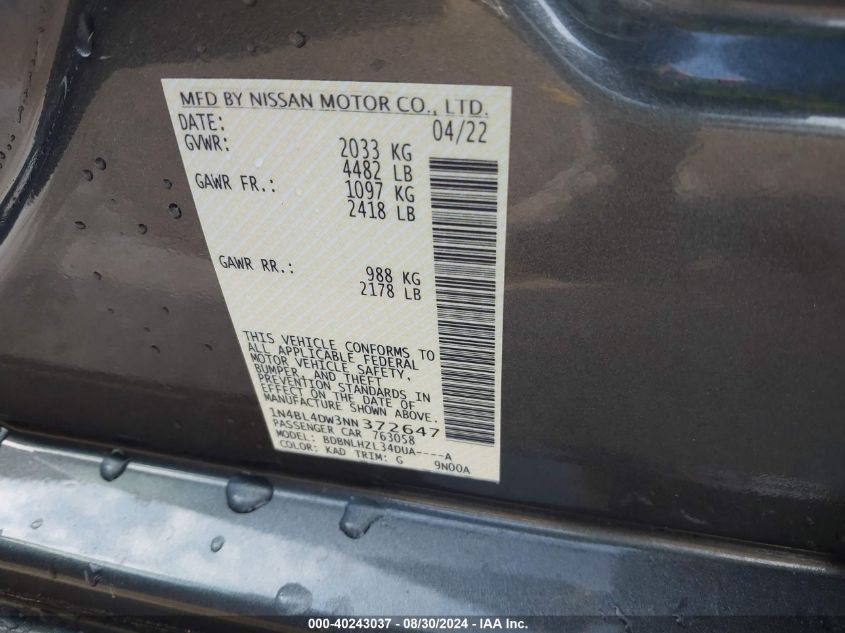 MFD BY NISSAN MOTOR CO., LTD.
DATE: 04/22
GVWR: 2033 KG
4482 LB
GAWR FR.: 1097 KG
2418 LB
GAWR RR.: 988 KG
2178 LB
THIS VEHICLE CONFORMS TO
ALL APPLICABLE FEDERAL
MOTOR VEHICLE SAFETY,
BUMPER, AND THEFT
PREVENTION STANDARDS IN
EFFECT ON THE DATE OF
MANUFACTURE SHOWN ABOVE.
1N4BL4DW3NN372647
PASSENGER CAR 763058
MODEL: BDBNLHZL34DUA----A
COLOR: KAD TRIM: G 9N00A
000-40243037 - 08/30/2024 - IAA Inc.